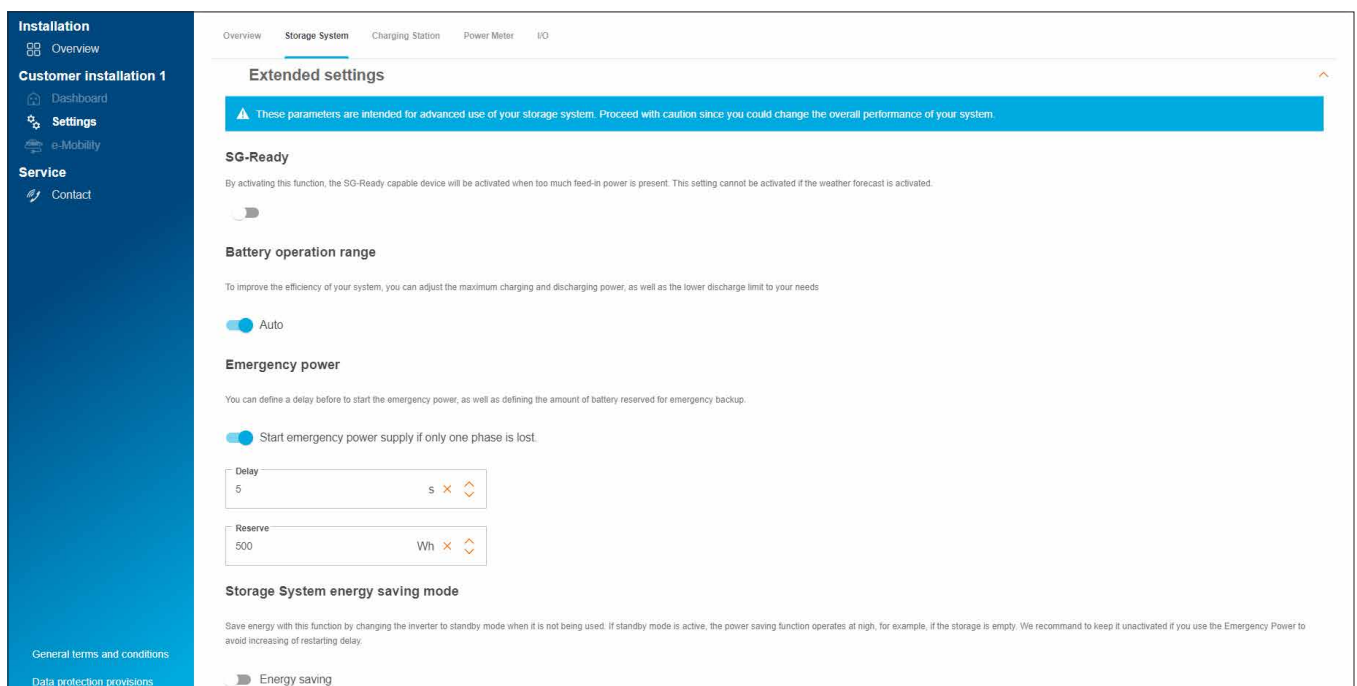 Installation
Overview
Customer installation 1
Dashboard
Settings
e-Mobility
Service
Contact
General terms and conditions
Data protection provisions
Overview Storage System Charging Station Power Meter I/O
Extended settings
These parameters are intended for advanced use of your storage system. Proceed with caution since you could change the overall performance of your system.
SG-Ready
By activating this function, the SG-Ready capable device will be activated when too much feed-in power is present. This setting cannot be activated if the weather forecast is activated.
Battery operation range
To improve the efficiency of your system, you can adjust the maximum charging and discharging power, as well as the lower discharge limit to your needs
Auto
Emergency power
You can define a delay before to start the emergency power, as well as defining the amount of battery reserved for emergency backup.
Start emergency power supply if only one phase is lost.
Delay
5 s
Reserve
500 Wh
Storage System energy saving mode
Save energy with this function by changing the inverter to standby mode when it is not being used. If standby mode is active, the power saving function operates at nigh, for example, if the storage is empty. We recommand to keep it unactivated if you use the Emergency Power to
avoid increasing of restarting delay.
Energy saving